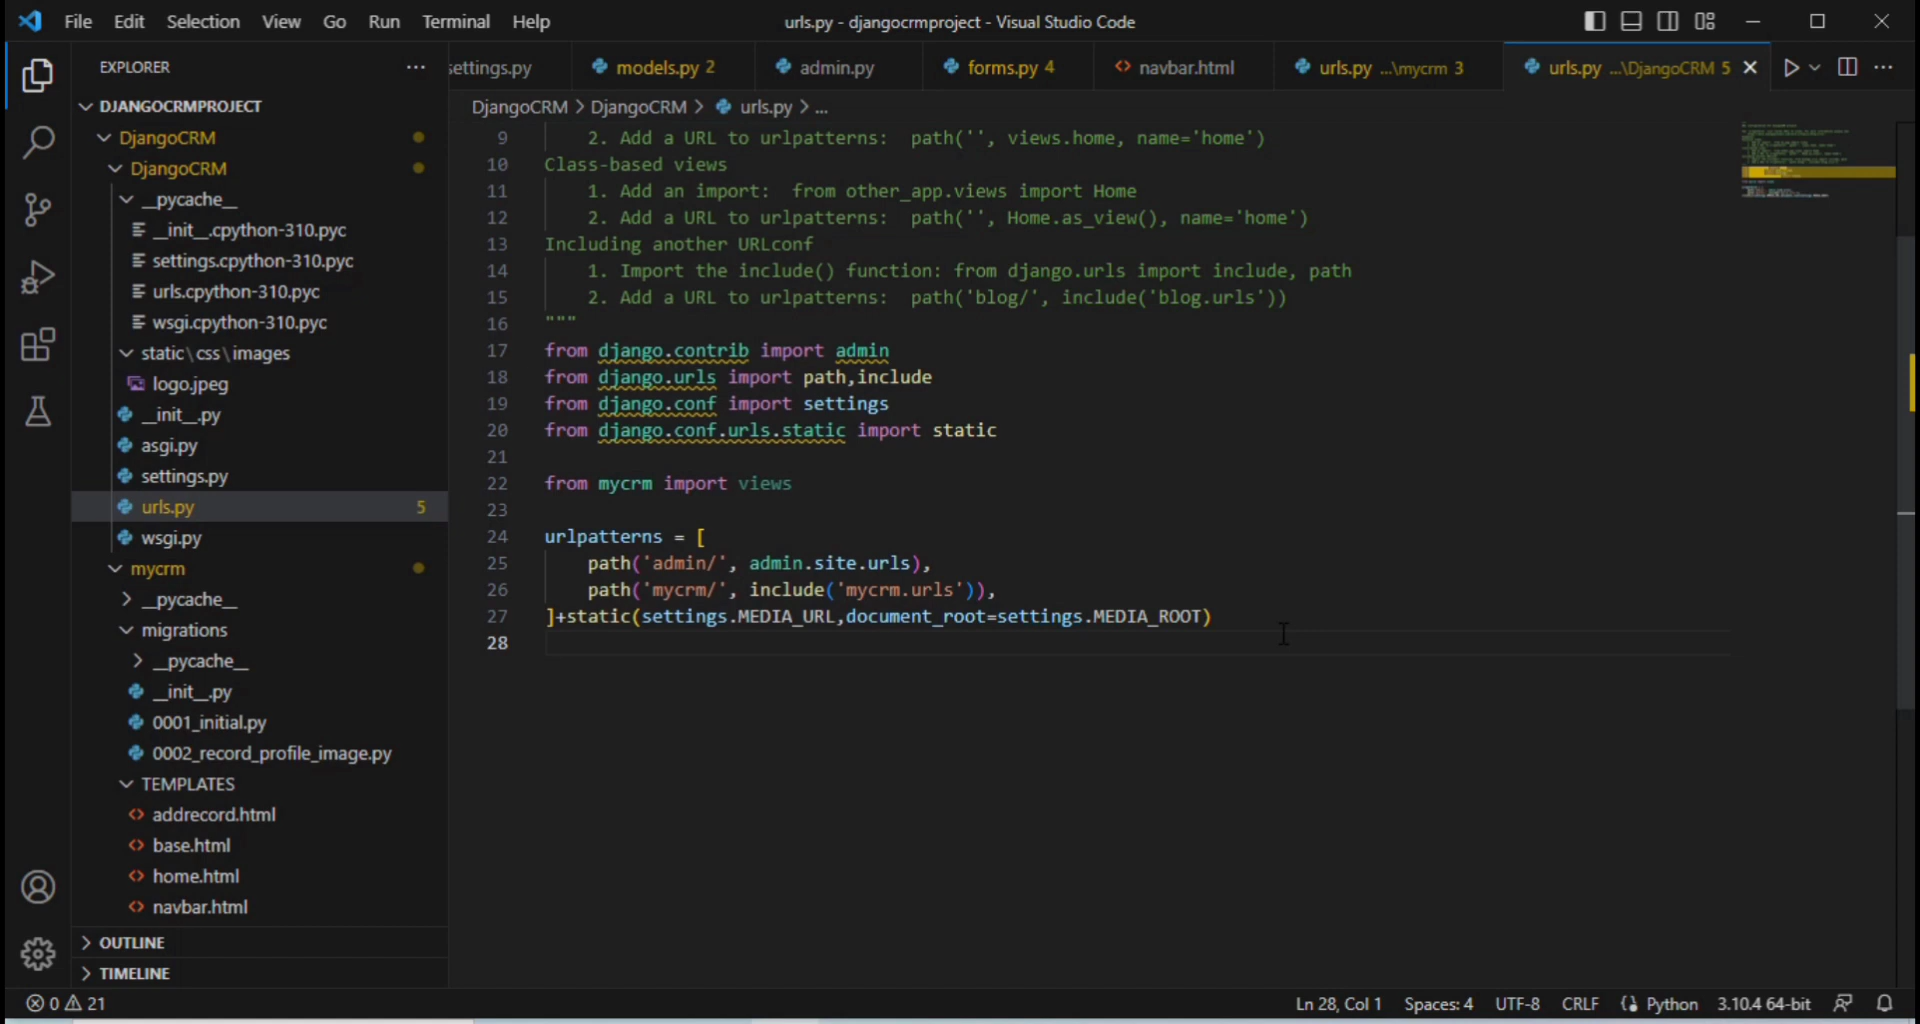 File Edit Selection View Go Run Terminal Help
urls.py - djangocrmproject - Visual Studio Code
EXPLORER
settings.py
models.py 2
admin.py
forms.py 4
navbar.html
urls.py ...\mycrm 3
urls.py ...\DjangoCRM 5
DjangoCRM > DjangoCRM > urls.py > ...
DJANGOCRMPROJECT
DjangoCRM
DjangoCRM
__pycache__
__init__.cpython-310.pyc
settings.cpython-310.pyc
urls.cpython-310.pyc
wsgi.cpython-310.pyc
static\css\images
logo.jpeg
__init__.py
asgi.py
settings.py
urls.py 5
wsgi.py
mycrm
__pycache__
migrations
__pycache__
__init__.py
0001_initial.py
0002_record_profile_image.py
TEMPLATES
addrecord.html
base.html
home.html
navbar.html
OUTLINE
TIMELINE
9     2. Add a URL to urlpatterns:  path('', views.home, name='home')
10 Class-based views
11     1. Add an import:  from other_app.views import Home
12     2. Add a URL to urlpatterns:  path('', Home.as_view(), name='home')
13 Including another URLconf
14     1. Import the include() function: from django.urls import include, path
15     2. Add a URL to urlpatterns:  path('blog/', include('blog.urls'))
16 """
17 from django.contrib import admin
18 from django.urls import path,include
19 from django.conf import settings
20 from django.conf.urls.static import static
21
22 from mycrm import views
23
24 urlpatterns = [
25     path('admin/', admin.site.urls),
26     path('mycrm/', include('mycrm.urls')),
27 ]+static(settings.MEDIA_URL,document_root=settings.MEDIA_ROOT)
28
0 21
Ln 28, Col 1 Spaces: 4 UTF-8 CRLF Python 3.10.4 64-bit